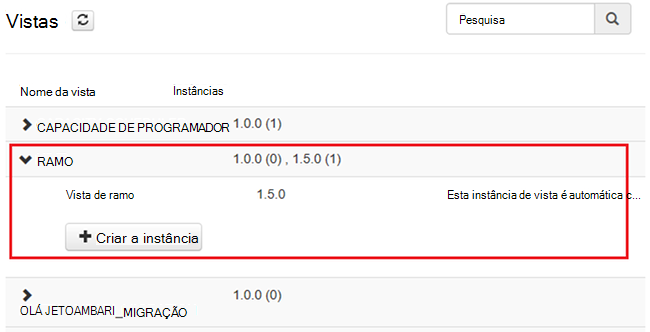 Vistas
Pesquisa
Nome da vista Instâncias
CAPACIDADE DE PROGRAMADOR 1.0.0 (1)
RAMO 1.0.0 (0) , 1.5.0 (1)
Vista de ramo 1.5.0 Esta instância de vista é automática c...
Criar a instância
1.0.0 (0)
OLÁ JETOAMBARI_MIGRAÇÃO